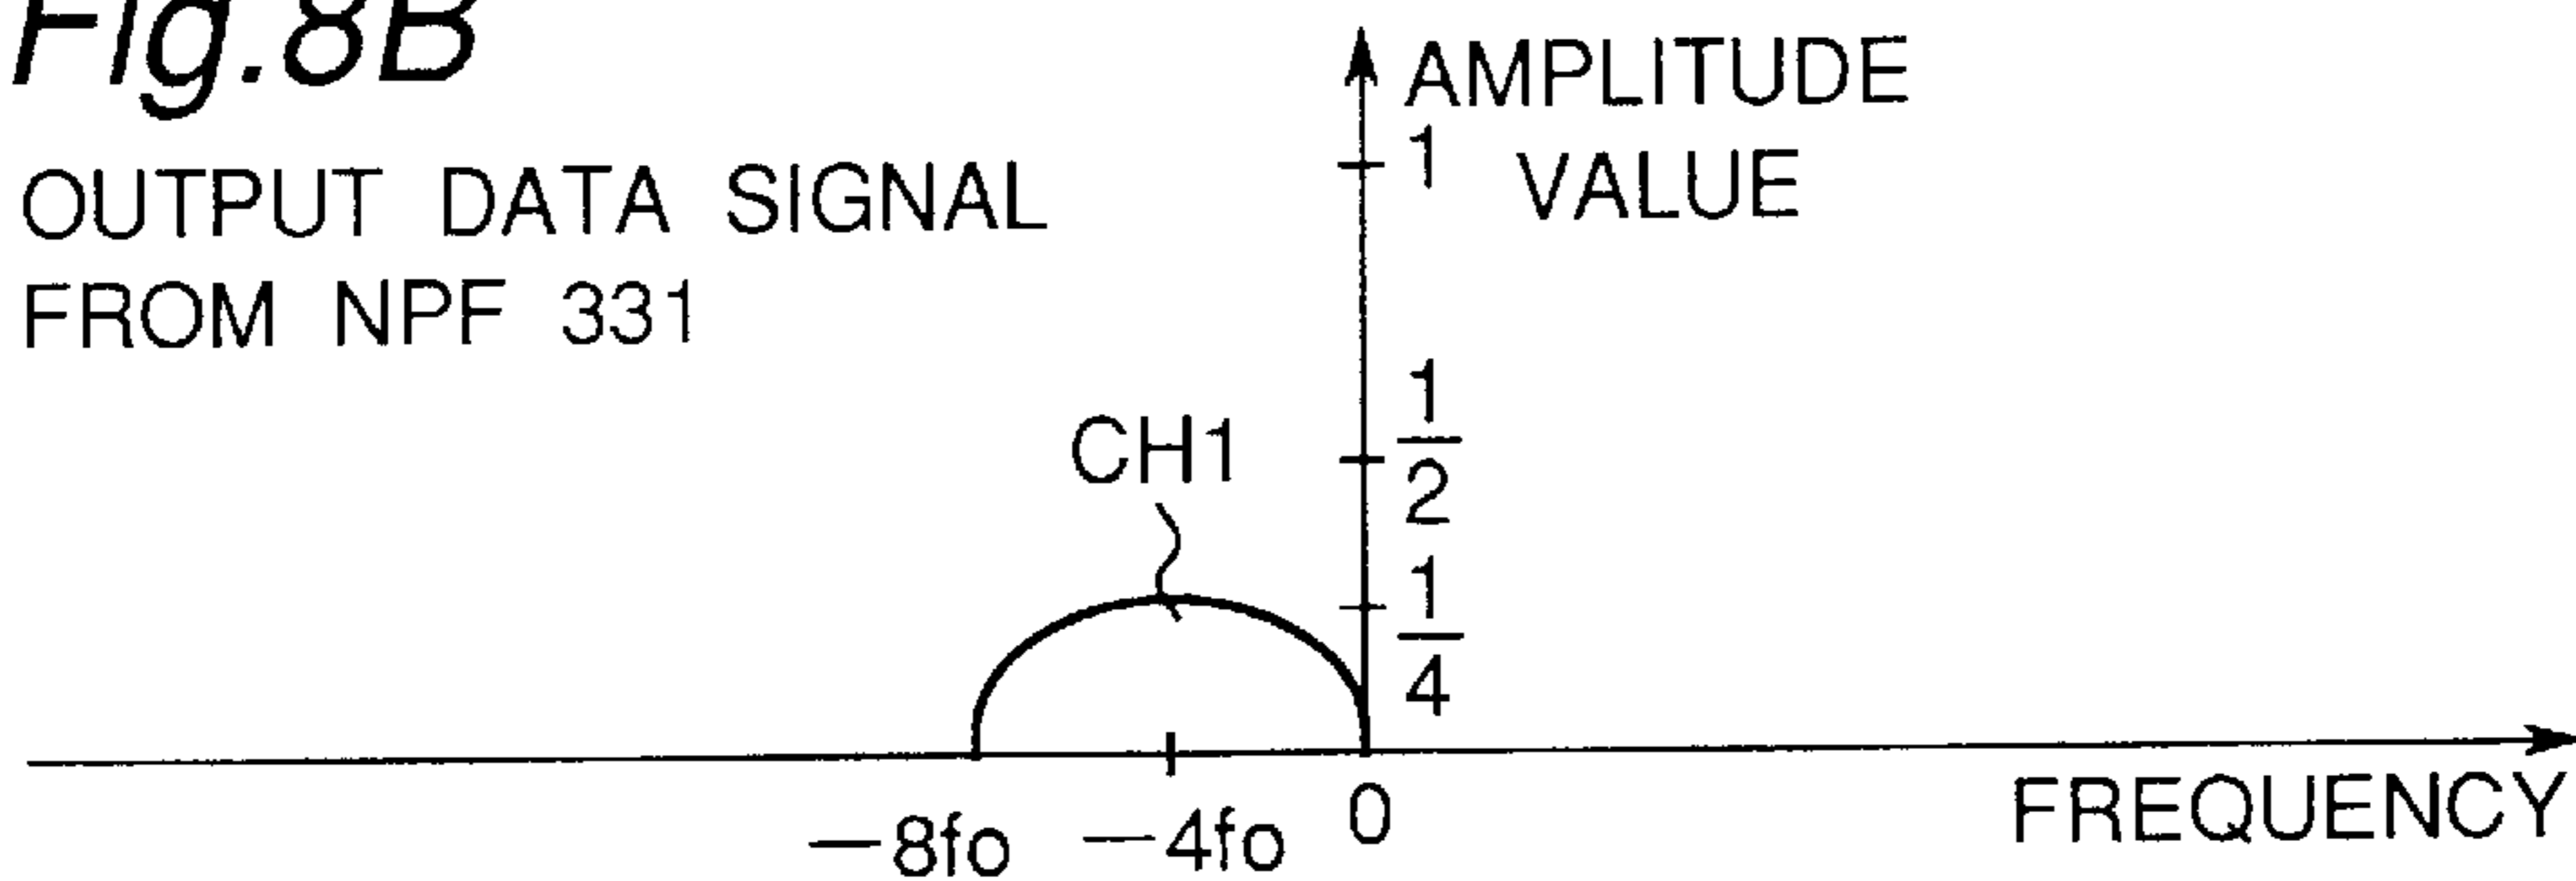 Fig.8B
OUTPUT DATA SIGNAL
FROM NPF 331
AMPLITUDE
VALUE
1
1/2
1/4
CH1
-8fo -4fo 0
FREQUENCY